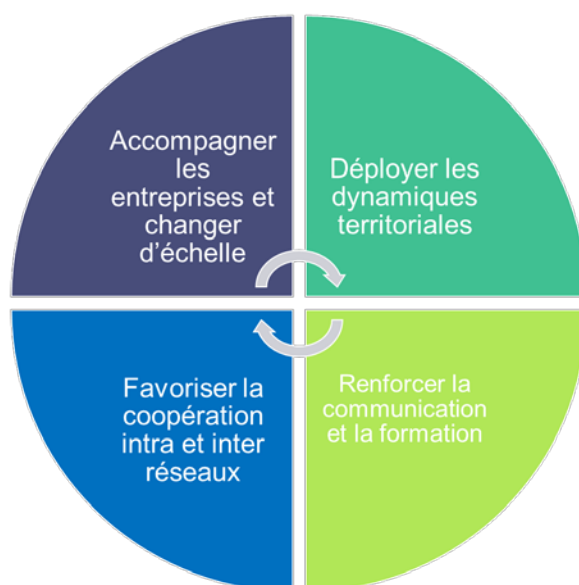 Accompagner
les
entreprises et
changer
d’échelle
Déployer les
dynamiques
territoriales
Favoriser la
coopération
intra et inter
réseaux
Renforcer la
communication
et la formation